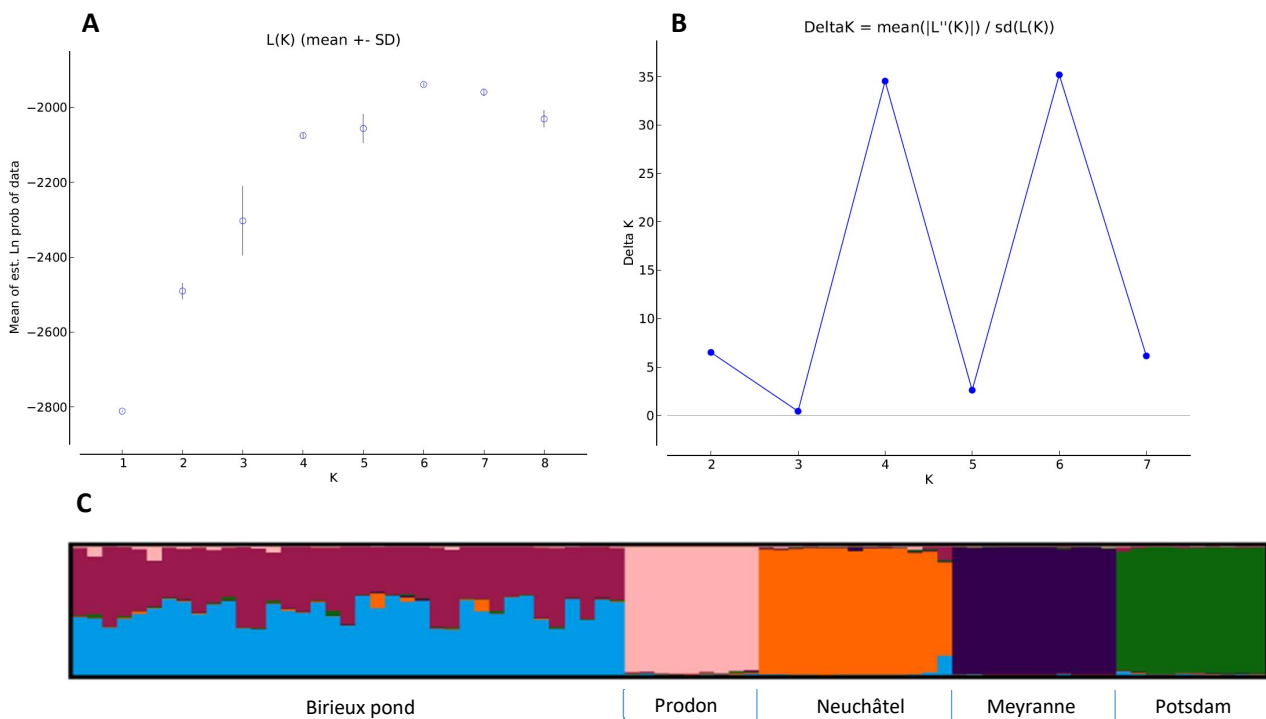 A
L(K) (mean +- SD)
Mean of est. Ln prob of data
−2000
−2200
−2400
−2600
−2800
1 2 3 4 5 6 7 8
K
B
DeltaK = mean(|L''(K)|) / sd(L(K))
Delta K
35
30
25
20
15
10
5
0
2 3 4 5 6 7
K
C
Birieux pond Prodon Neuchâtel Meyranne Potsdam